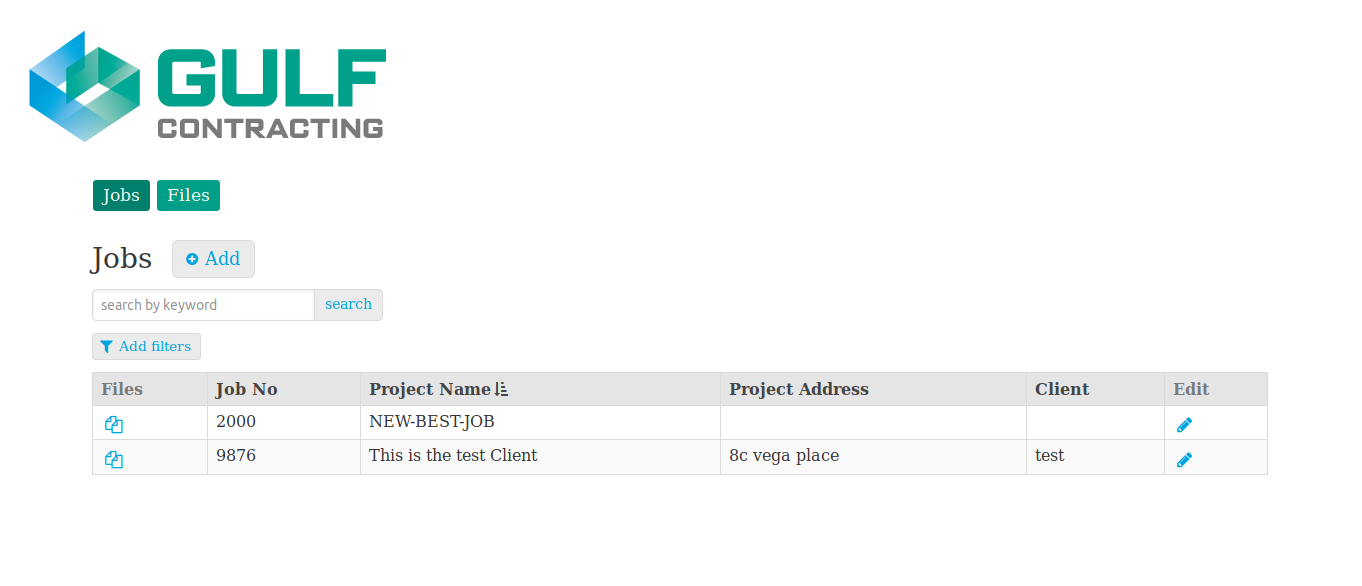 GULF
CONTRACTING
Jobs Files
Jobs Add
search by keyword search
Add filters
Files Job No Project Name Project Address Client Edit
2000 NEW-BEST-JOB
9876 This is the test Client 8c vega place test